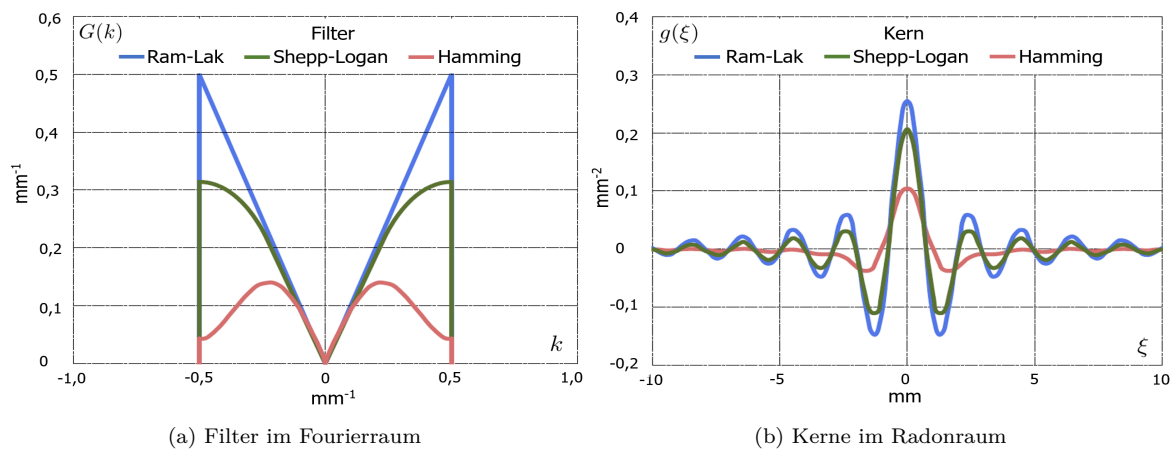 G(k)
Filter
Ram-Lak Shepp-Logan Hamming
0,6
0,5
0,4
0,3
0,2
0,1
0
mm⁻¹
k
-1,0 -0,5 0 0,5 1,0
mm⁻¹
(a) Filter im Fourierraum
g(ξ)
Kern
Ram-Lak Shepp-Logan Hamming
0,4
0,3
0,2
0,1
0
-0,1
-0,2
mm⁻²
ξ
-10 -5 0 5 10
mm
(b) Kerne im Radonraum